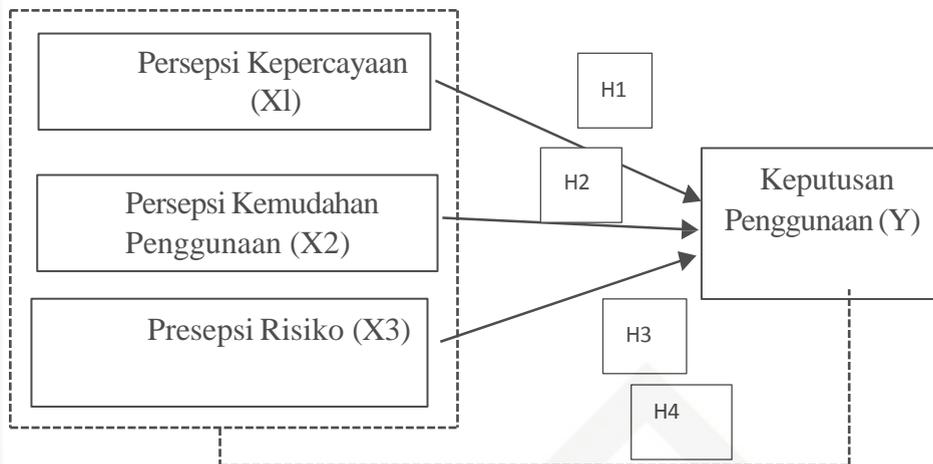 Persepsi Kepercayaan
(Xl)
H1
Persepsi Kemudahan
Penggunaan (X2)
H2
Keputusan
Penggunaan (Y)
Presepsi Risiko (X3)
H3
H4